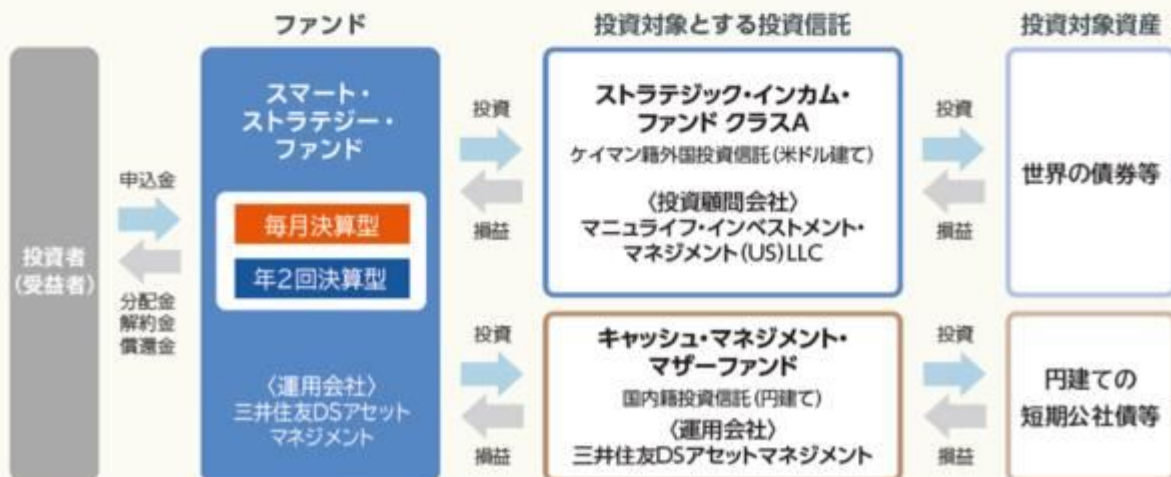 ファンド
投資対象とする投資信託
投資対象資産
投資者
(受益者)
申込金
分配金
解約金
償還金
スマート・
ストラテジー・
ファンド
毎月決算型
年2回決算型
〈運用会社〉
三井住友DSアセット
マネジメント
投資
損益
投資
損益
ストラテジック・インカム・
ファンド クラスA
ケイマン籍外国投資信託(米ドル建て)
〈投資顧問会社〉
マニュライフ・インベストメント・
マネジメント(US)LLC
キャッシュ・マネジメント・
マザーファンド
国内籍投資信託(円建て)
〈運用会社〉
三井住友DSアセットマネジメント
投資
損益
投資
損益
世界の債券等
円建ての
短期公社債等